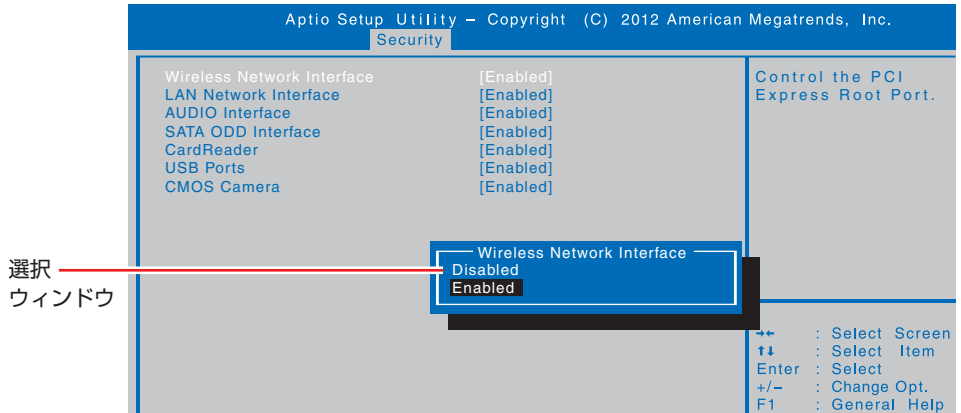 Aptio Setup Utility – Copyright (C) 2012 American Megatrends, Inc.
Security
Wireless Network Interface [Enabled]
LAN Network Interface [Enabled]
AUDIO Interface [Enabled]
SATA ODD Interface [Enabled]
CardReader [Enabled]
USB Ports [Enabled]
CMOS Camera [Enabled]
Control the PCI
Express Root Port.
選択
ウィンドウ
Wireless Network Interface
Disabled
Enabled
→← : Select Screen
↑↓ : Select Item
Enter : Select
+/– : Change Opt.
F1 : General Help